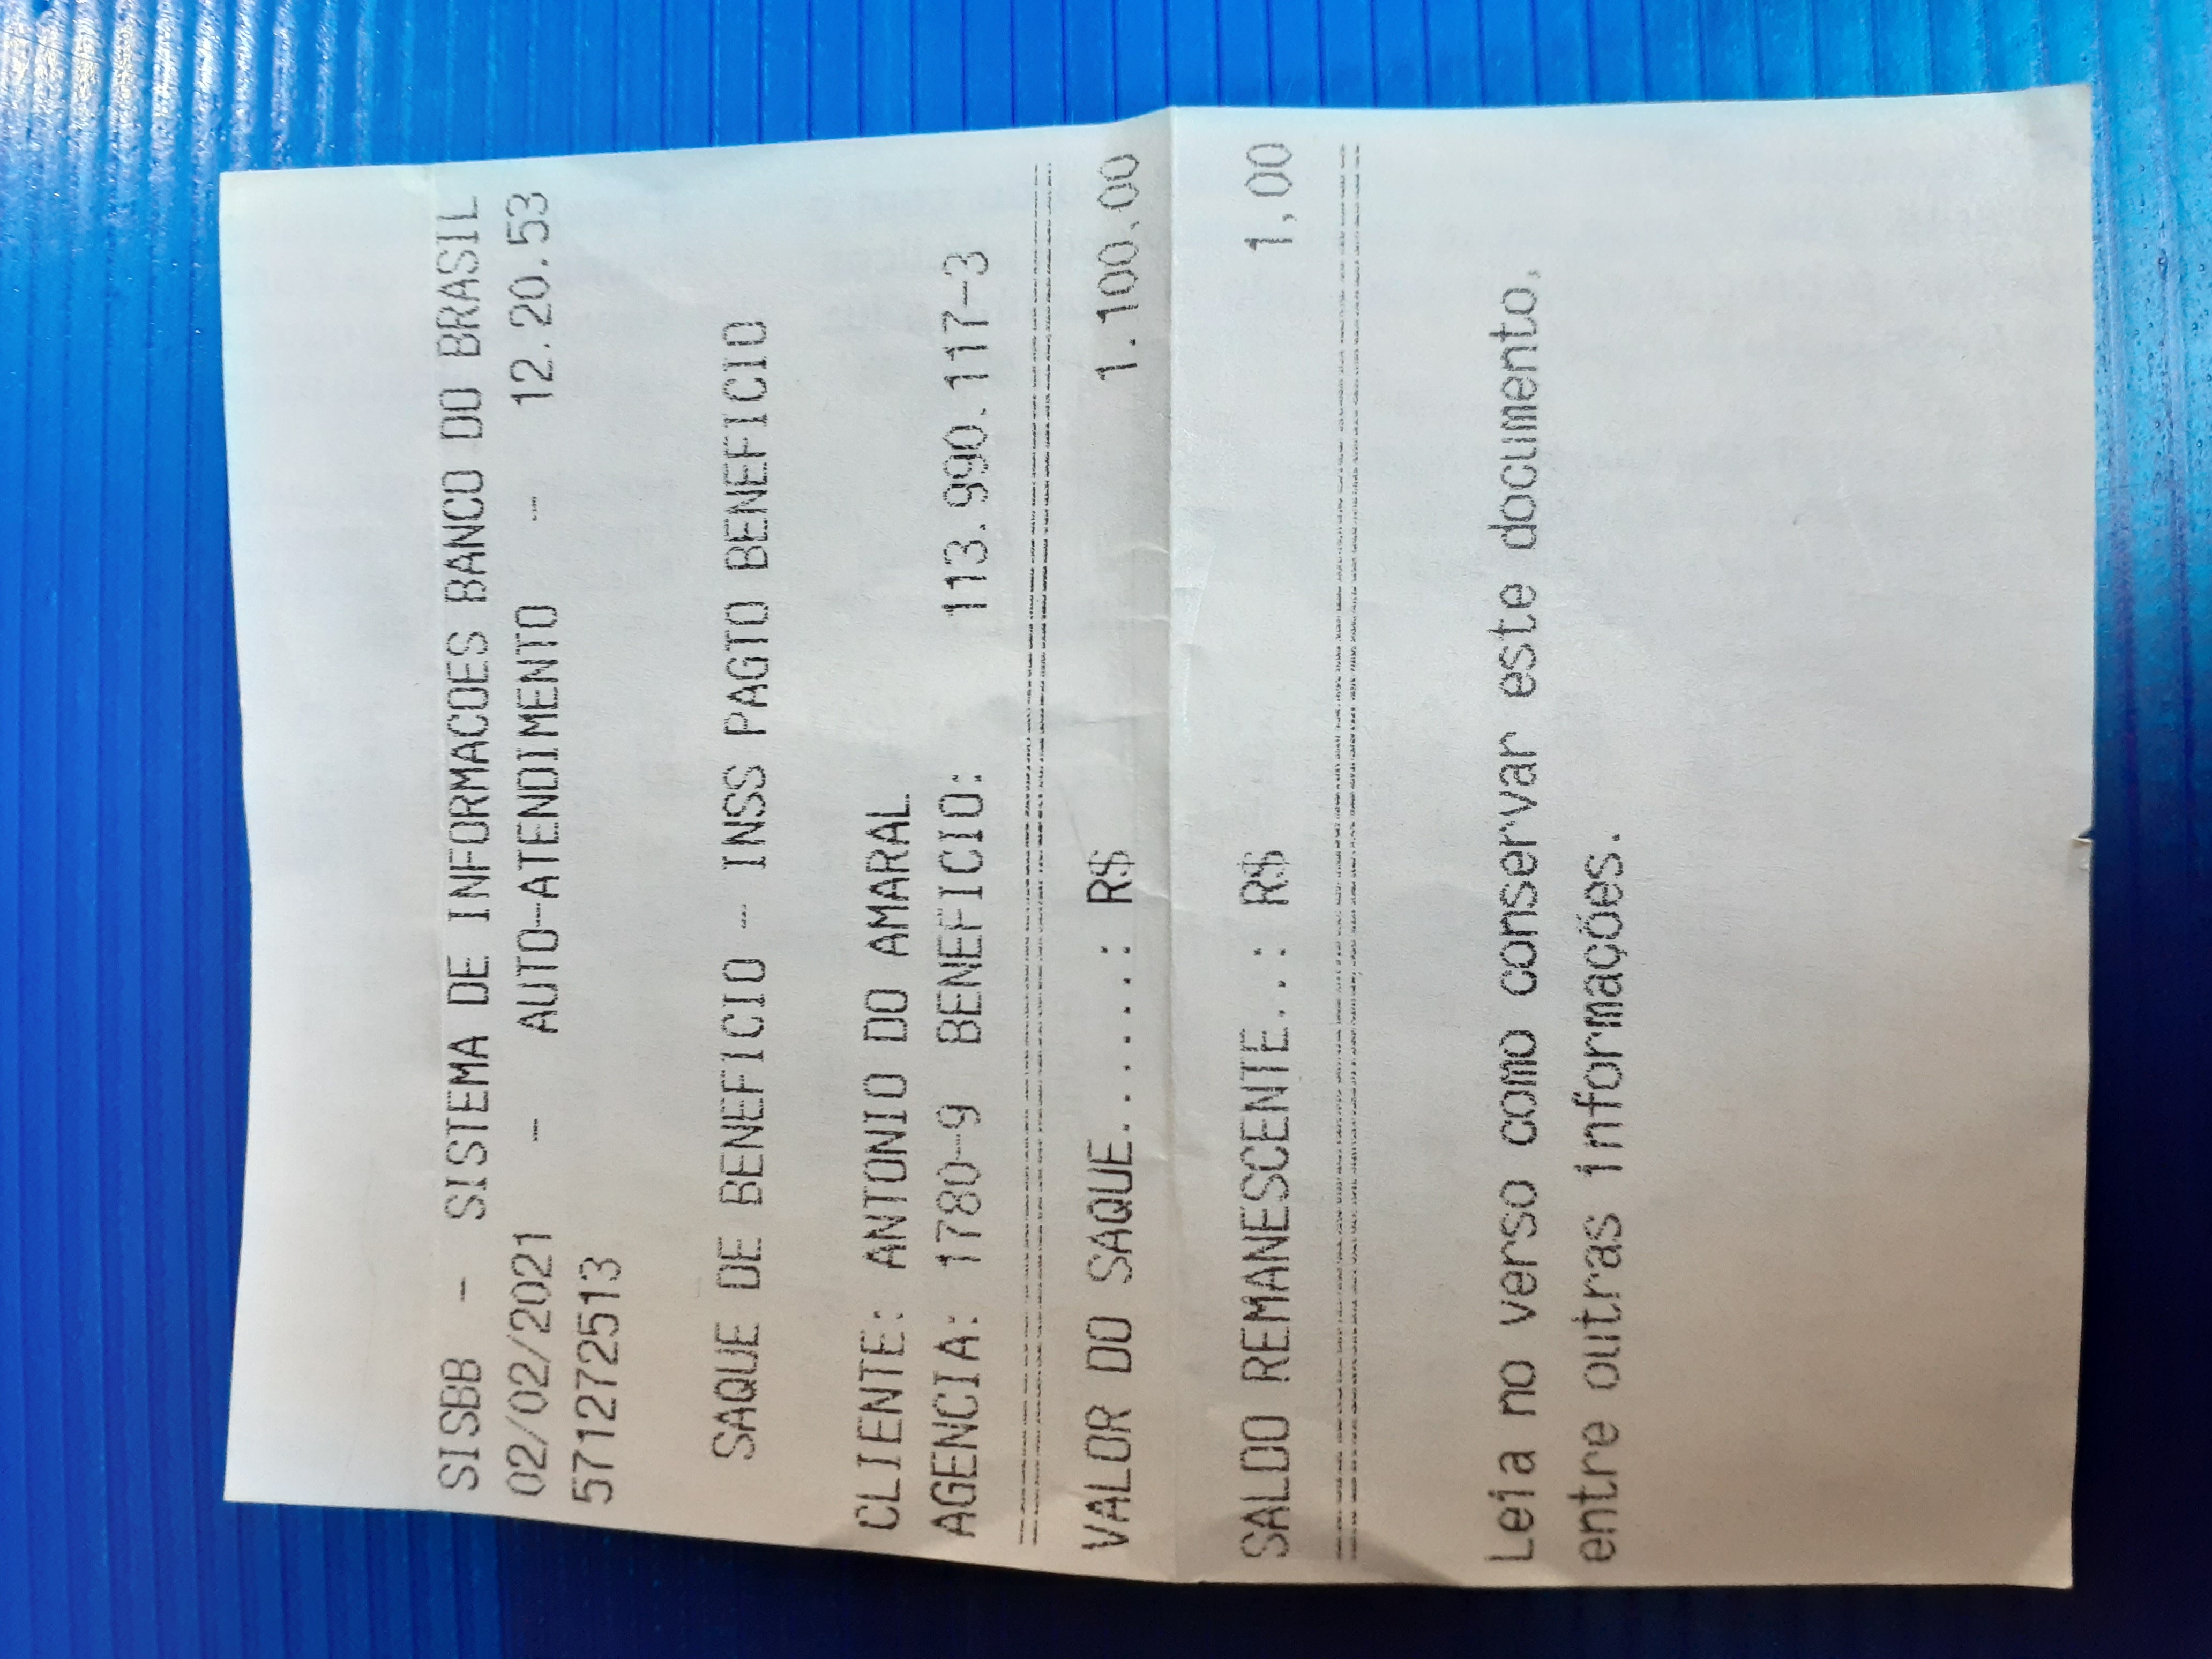 SISBB - SISTEMA DE INFORMACOES BANCO DO BRASIL
02/02/2021 - AUTO-ATENDIMENTO - 12.20.53
5712725​13
SAQUE DE BENEFICIO - INSS PAGTO BENEFICIO
CLIENTE: ANTONIO DO AMARAL
AGENCIA: 1780-9 BENEFICIO: 113.990.117-3
VALOR DO SAQUE......: R$ 1.100,00
SALDO REMANESCENTE..: R$ 1,00
Leia no verso como conservar este documento,
entre outras informações.